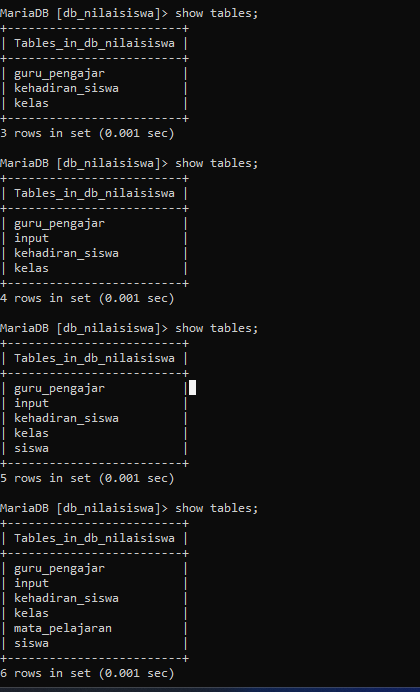 MariaDB [db_nilaisiswa]> show tables;
+------------------------+
| Tables_in_db_nilaisiswa |
+------------------------+
| guru_pengajar |
| kehadiran_siswa |
| kelas |
+------------------------+
3 rows in set (0.001 sec)
MariaDB [db_nilaisiswa]> show tables;
+------------------------+
| Tables_in_db_nilaisiswa |
+------------------------+
| guru_pengajar |
| input |
| kehadiran_siswa |
| kelas |
+------------------------+
4 rows in set (0.001 sec)
MariaDB [db_nilaisiswa]> show tables;
+------------------------+
| Tables_in_db_nilaisiswa |
+------------------------+
| guru_pengajar |
| input |
| kehadiran_siswa |
| kelas |
| siswa |
+------------------------+
5 rows in set (0.001 sec)
MariaDB [db_nilaisiswa]> show tables;
+------------------------+
| Tables_in_db_nilaisiswa |
+------------------------+
| guru_pengajar |
| input |
| kehadiran_siswa |
| kelas |
| mata_pelajaran |
| siswa |
+------------------------+
6 rows in set (0.001 sec)